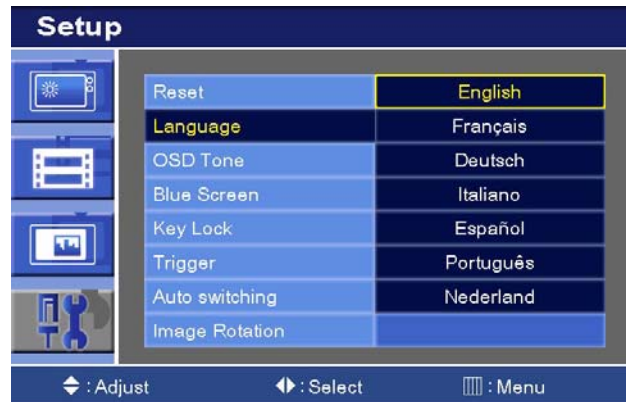 Setup
Reset English
Language Français
OSD Tone Deutsch
Blue Screen Italiano
Key Lock Español
Trigger Português
Auto switching Nederland
Image Rotation
: Adjust : Select : Menu